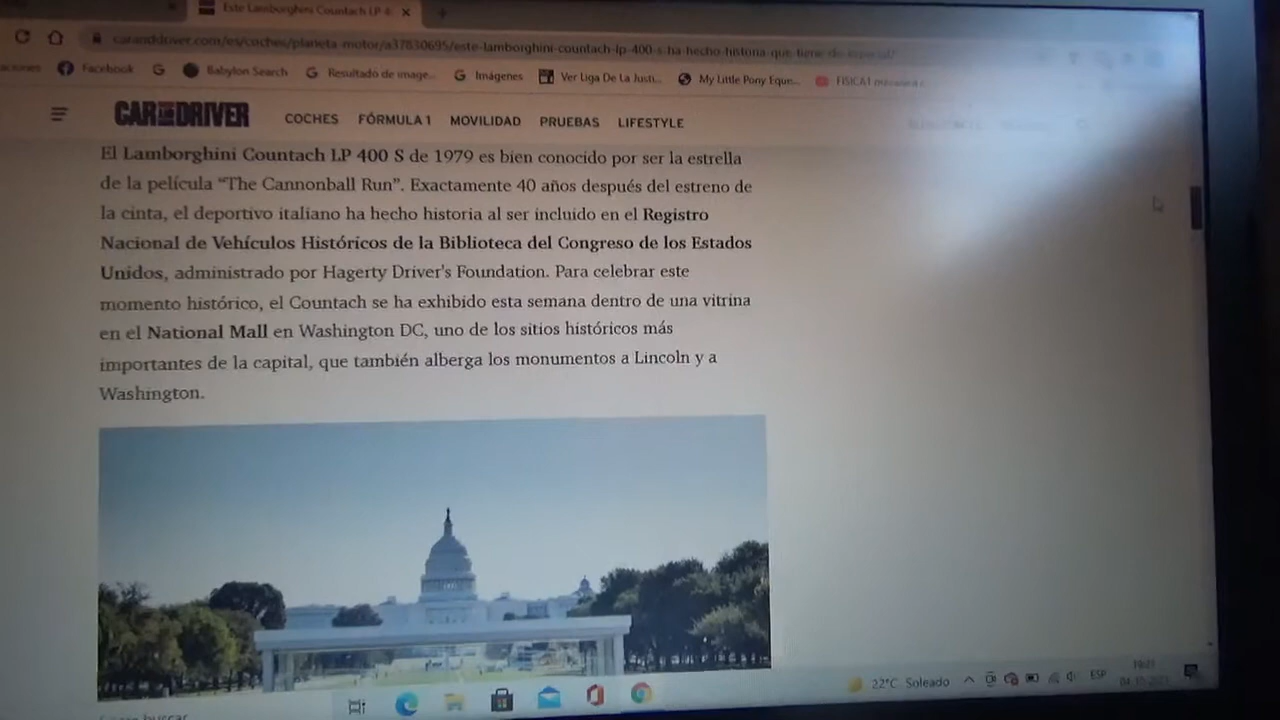 Este Lamborghini Countach LP 4
caranddriver.com/es/coches/planeta-motor/a37830695/este-lamborghini-countach-lp-400-s-ha-hecho-historia-que-tiene-de-especial/
Facebook G Babylon Search G Resultado de image... G Imágenes Ver Liga De La Justi... My Little Pony Eque... FISICA1
CAR AND DRIVER COCHES FÓRMULA 1 MOVILIDAD PRUEBAS LIFESTYLE
El Lamborghini Countach LP 400 S de 1979 es bien conocido por ser la estrella
de la película “The Cannonball Run”. Exactamente 40 años después del estreno de
la cinta, el deportivo italiano ha hecho historia al ser incluido en el Registro
Nacional de Vehículos Históricos de la Biblioteca del Congreso de los Estados
Unidos, administrado por Hagerty Driver's Foundation. Para celebrar este
momento histórico, el Countach se ha exhibido esta semana dentro de una vitrina
en el National Mall en Washington DC, uno de los sitios históricos más
importantes de la capital, que también alberga los monumentos a Lincoln y a
Washington.
22°C Soleado ESP